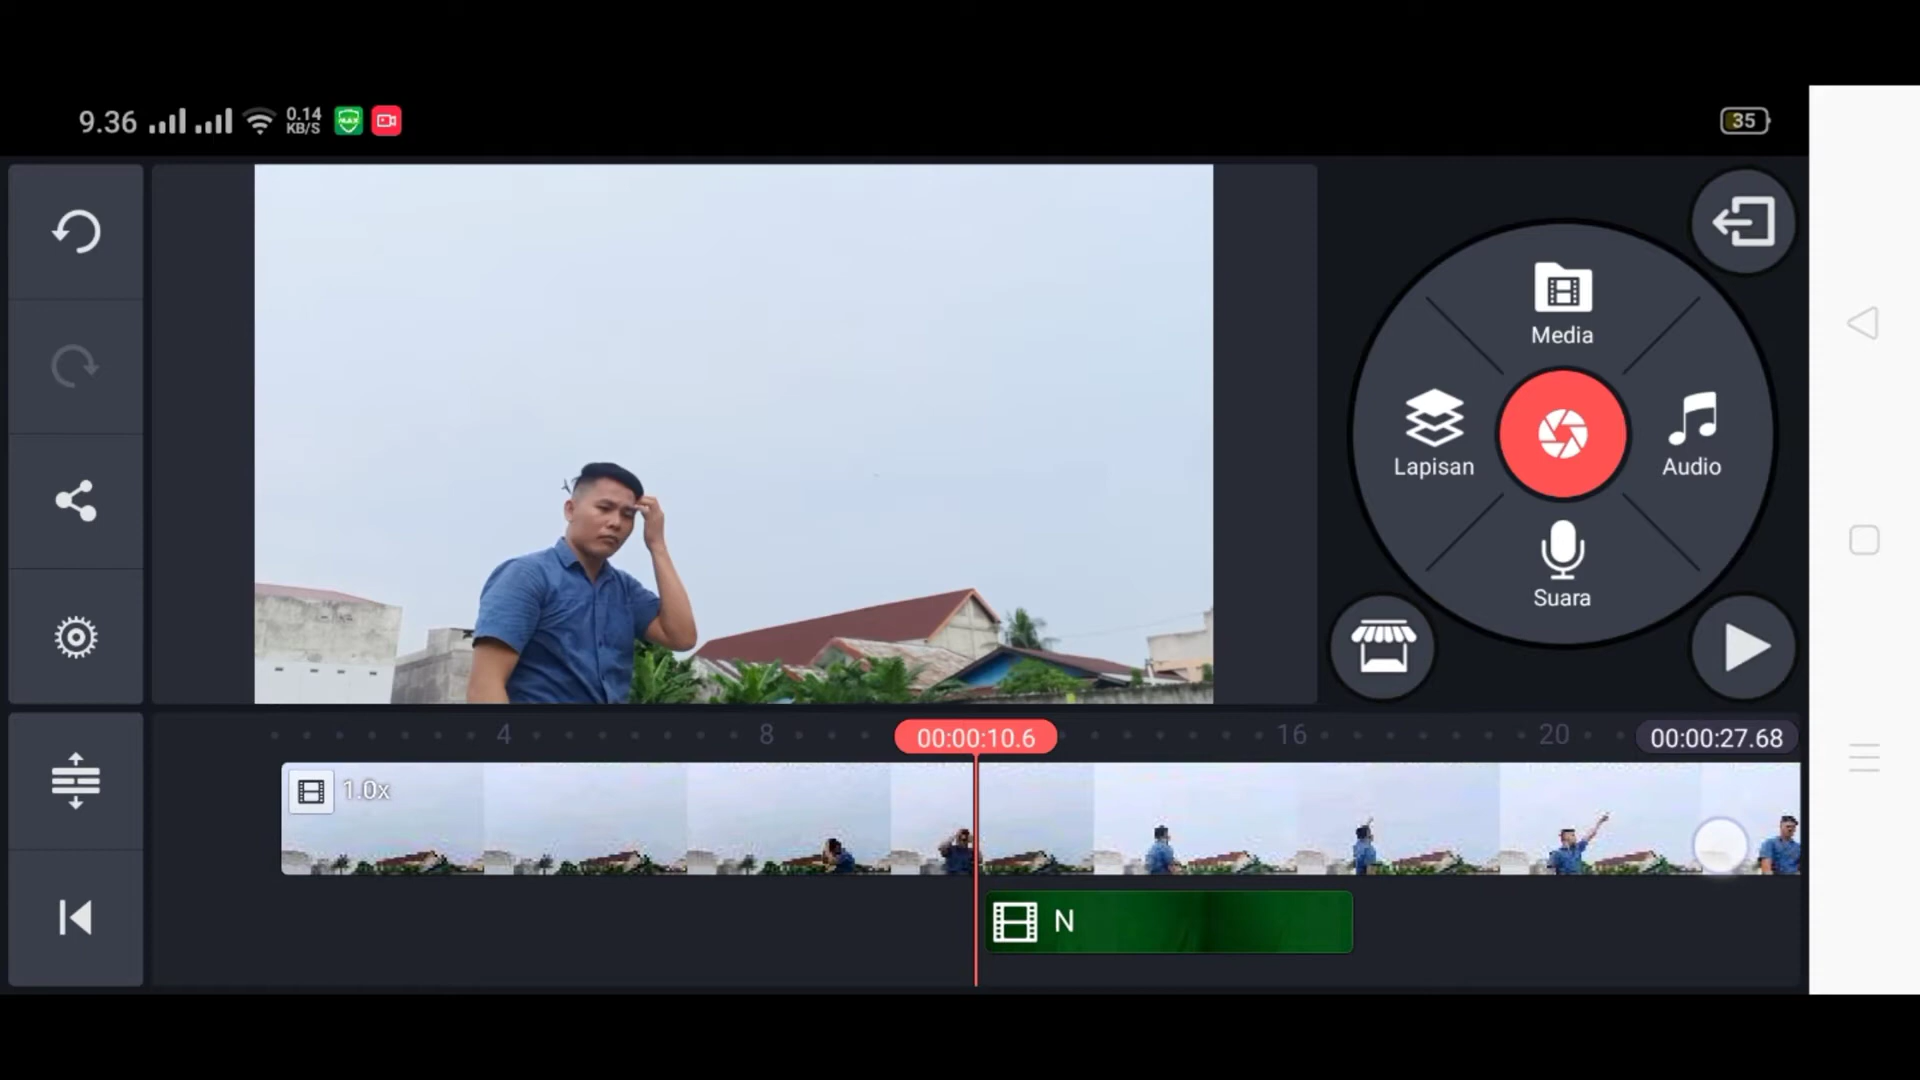 9.36
0.14
KB/S
MAX
35
Media
Lapisan
Audio
Suara
4
8
00:00:10.6
16
20
00:00:27.68
1.0x
N